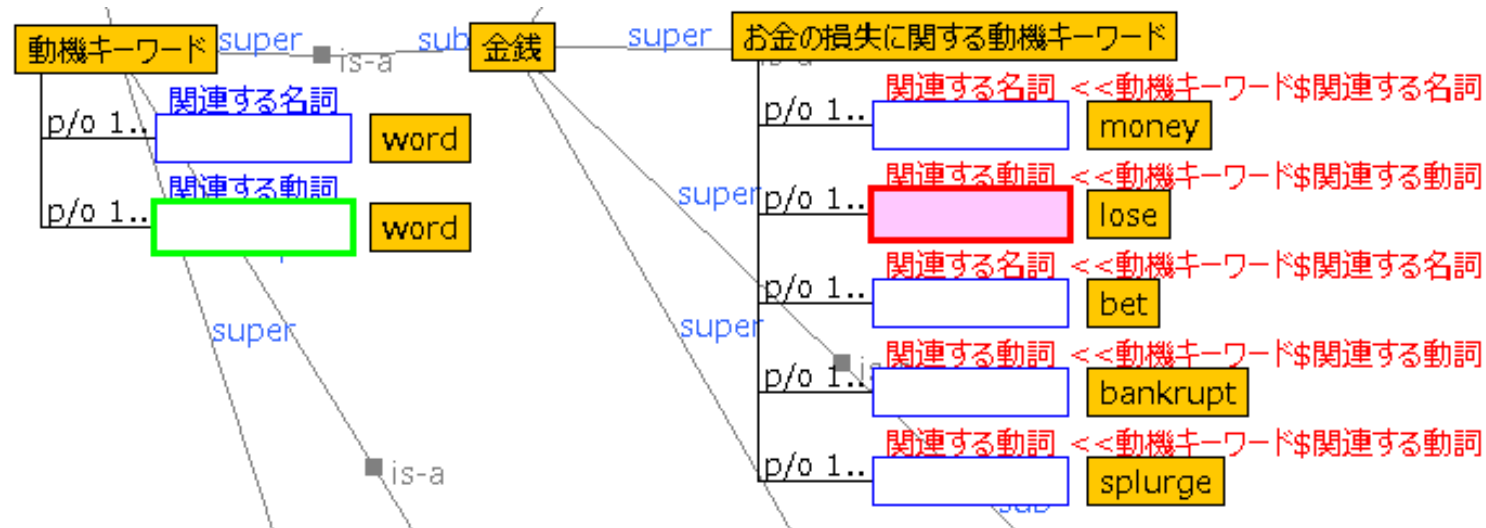 動機キーワード super is-a sub 金銭 super お金の損失に関する動機キーワード
関連する名詞 関連する名詞 <<動機キーワード$関連する名詞
p/o 1.. word p/o 1.. money
関連する動詞 super 関連する動詞 <<動機キーワード$関連する動詞
p/o 1.. word p/o 1.. lose
関連する名詞 <<動機キーワード$関連する名詞
p/o 1.. bet
super super
関連する動詞 <<動機キーワード$関連する動詞
p/o 1.. bankrupt
関連する動詞 <<動機キーワード$関連する動詞
is-a p/o 1.. splurge
sub